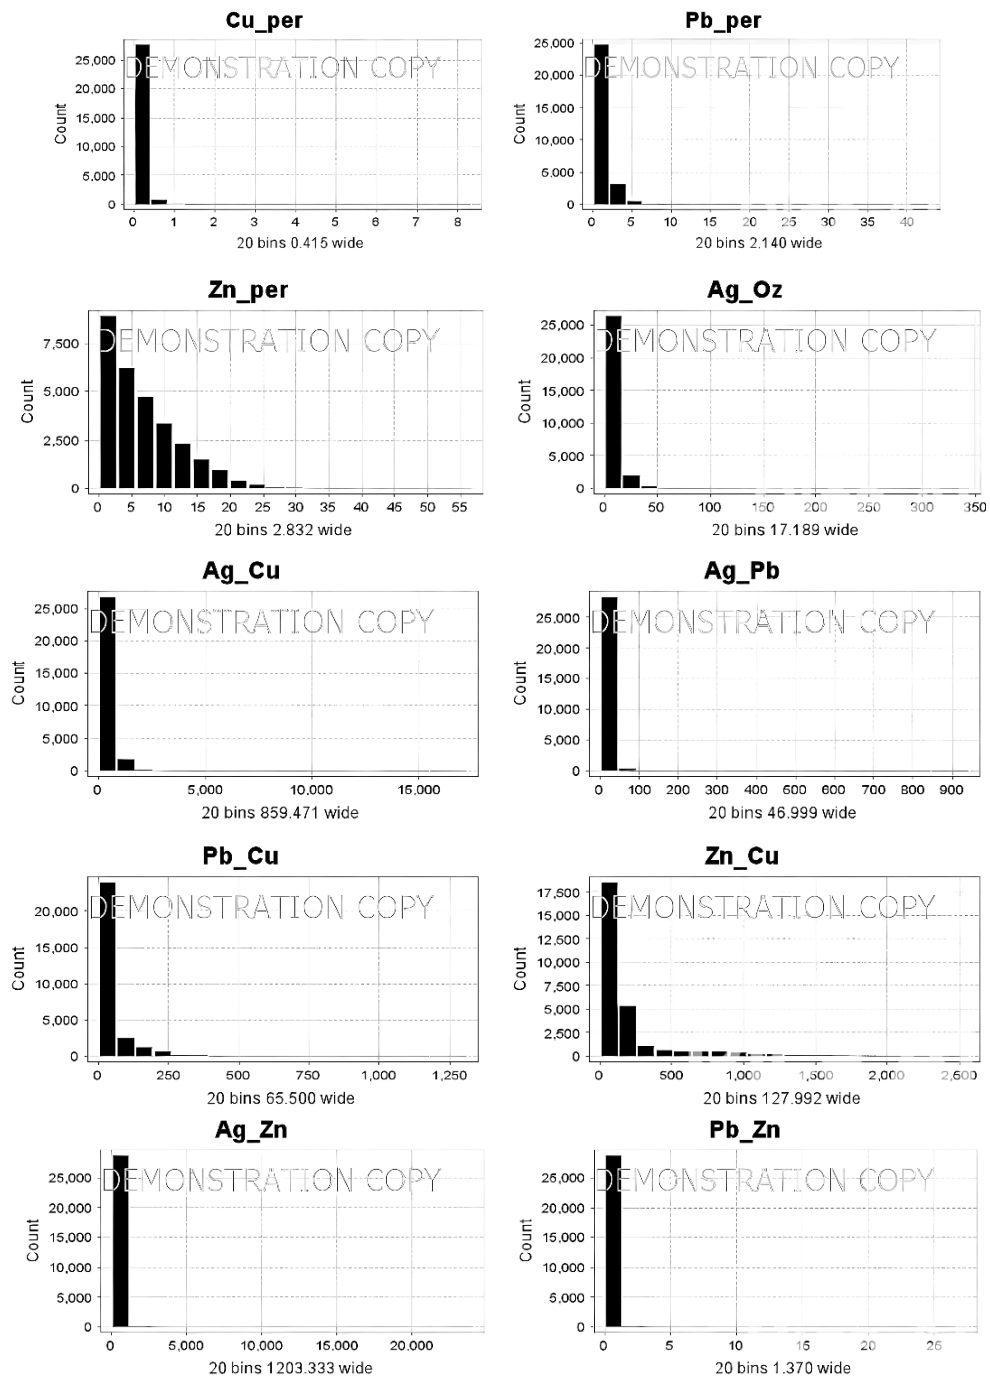 Cu_per
25,000
20,000
15,000
10,000
5,000
0
Count
DEMONSTRATION COPY
0 1 2 3 4 5 6 7 8
20 bins 0.415 wide
Pb_per
25,000
20,000
15,000
10,000
5,000
0
Count
DEMONSTRATION COPY
0 5 10 15 20 25 30 35 40
20 bins 2.140 wide
Zn_per
7,500
5,000
2,500
0
Count
DEMONSTRATION COPY
0 5 10 15 20 25 30 35 40 45 50 55
20 bins 2.832 wide
Ag_Oz
25,000
20,000
15,000
10,000
5,000
0
Count
DEMONSTRATION COPY
0 50 100 150 200 250 300 350
20 bins 17.189 wide
Ag_Cu
25,000
20,000
15,000
10,000
5,000
0
Count
DEMONSTRATION COPY
0 5,000 10,000 15,000
20 bins 859.471 wide
Ag_Pb
25,000
20,000
15,000
10,000
5,000
0
Count
DEMONSTRATION COPY
0 100 200 300 400 500 600 700 800 900
20 bins 46.999 wide
Pb_Cu
20,000
15,000
10,000
5,000
0
Count
DEMONSTRATION COPY
0 250 500 750 1,000 1,250
20 bins 65.500 wide
Zn_Cu
17,500
15,000
12,500
10,000
7,500
5,000
2,500
0
Count
DEMONSTRATION COPY
0 500 1,000 1,500 2,000 2,500
20 bins 127.992 wide
Ag_Zn
25,000
20,000
15,000
10,000
5,000
0
Count
DEMONSTRATION COPY
0 5,000 10,000 15,000 20,000
20 bins 1203.333 wide
Pb_Zn
25,000
20,000
15,000
10,000
5,000
0
Count
DEMONSTRATION COPY
0 5 10 15 20 25
20 bins 1.370 wide